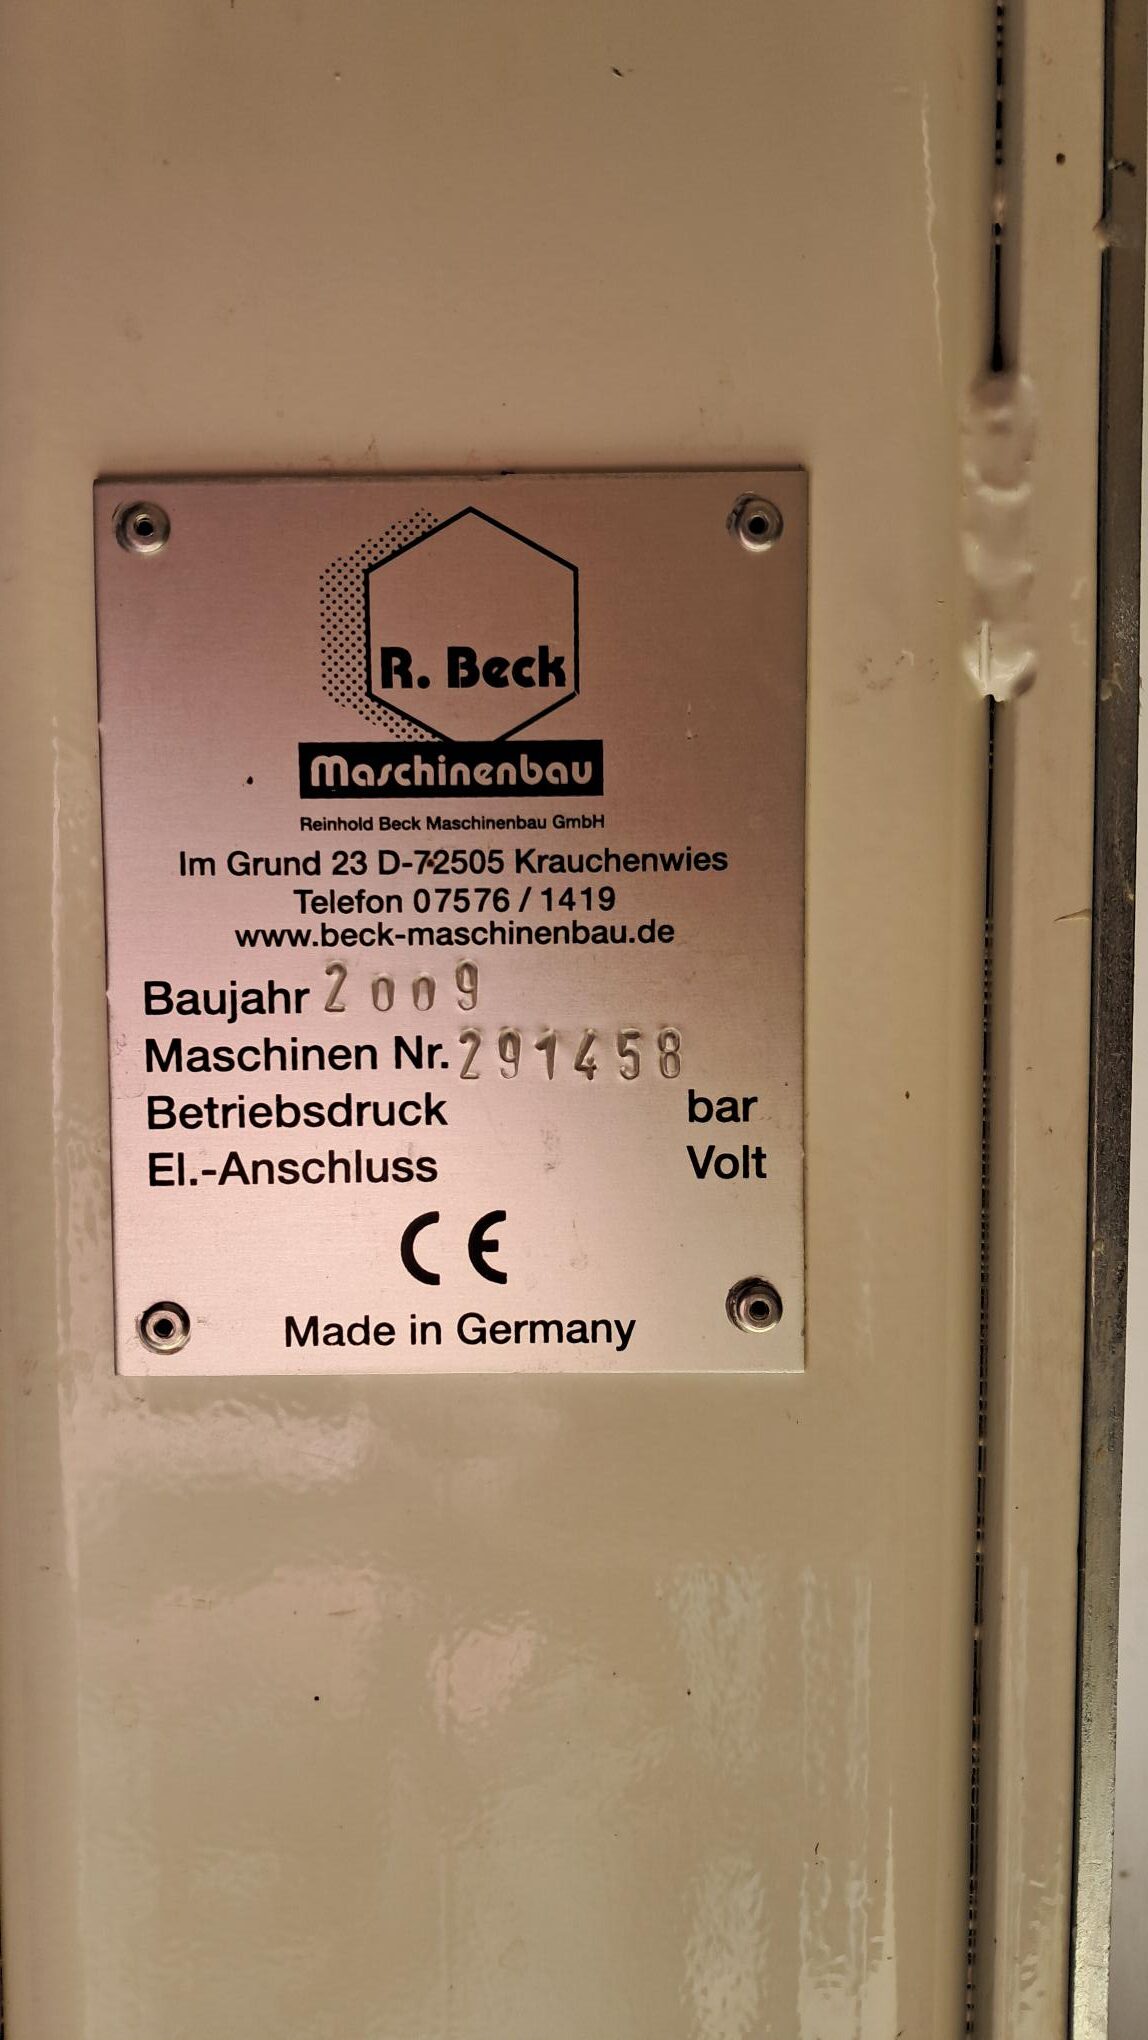 R. Beck
Maschinenbau
Reinhold Beck Maschinenbau GmbH
Im Grund 23 D-72505 Krauchenwies
Telefon 07576 / 1419
www.beck-maschinenbau.de
Baujahr 2009
Maschinen Nr. 291458
Betriebsdruck bar
El.-Anschluss Volt
CE
Made in Germany